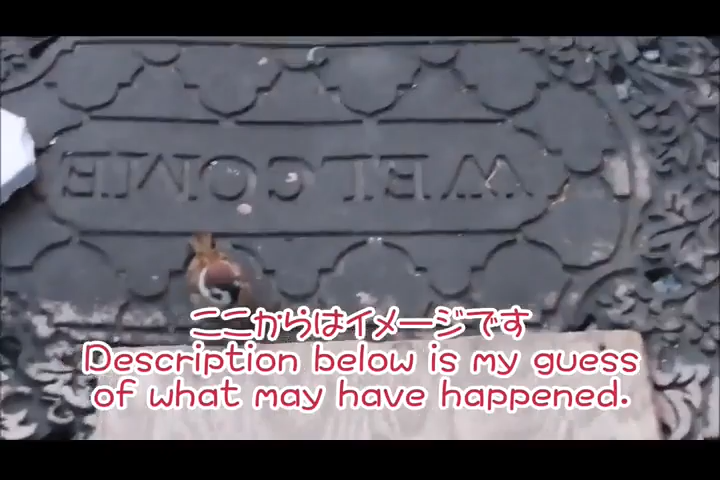 WELCOME
ここからはイメージです
Description below is my guess
of what may have happened.